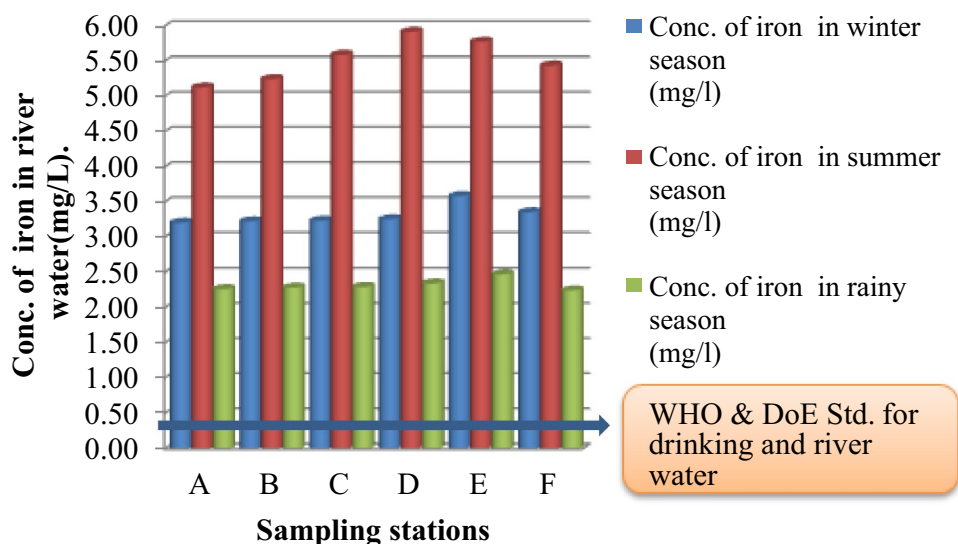 Conc. of iron in river
water(mg/L).
6.00
5.50
5.00
4.50
4.00
3.50
3.00
2.50
2.00
1.50
1.00
0.50
0.00
A B C D E F
Sampling stations
Conc. of iron in winter
season
(mg/l)
Conc. of iron in summer
season
(mg/l)
Conc. of iron in rainy
season
(mg/l)
WHO & DoE Std. for
drinking and river
water